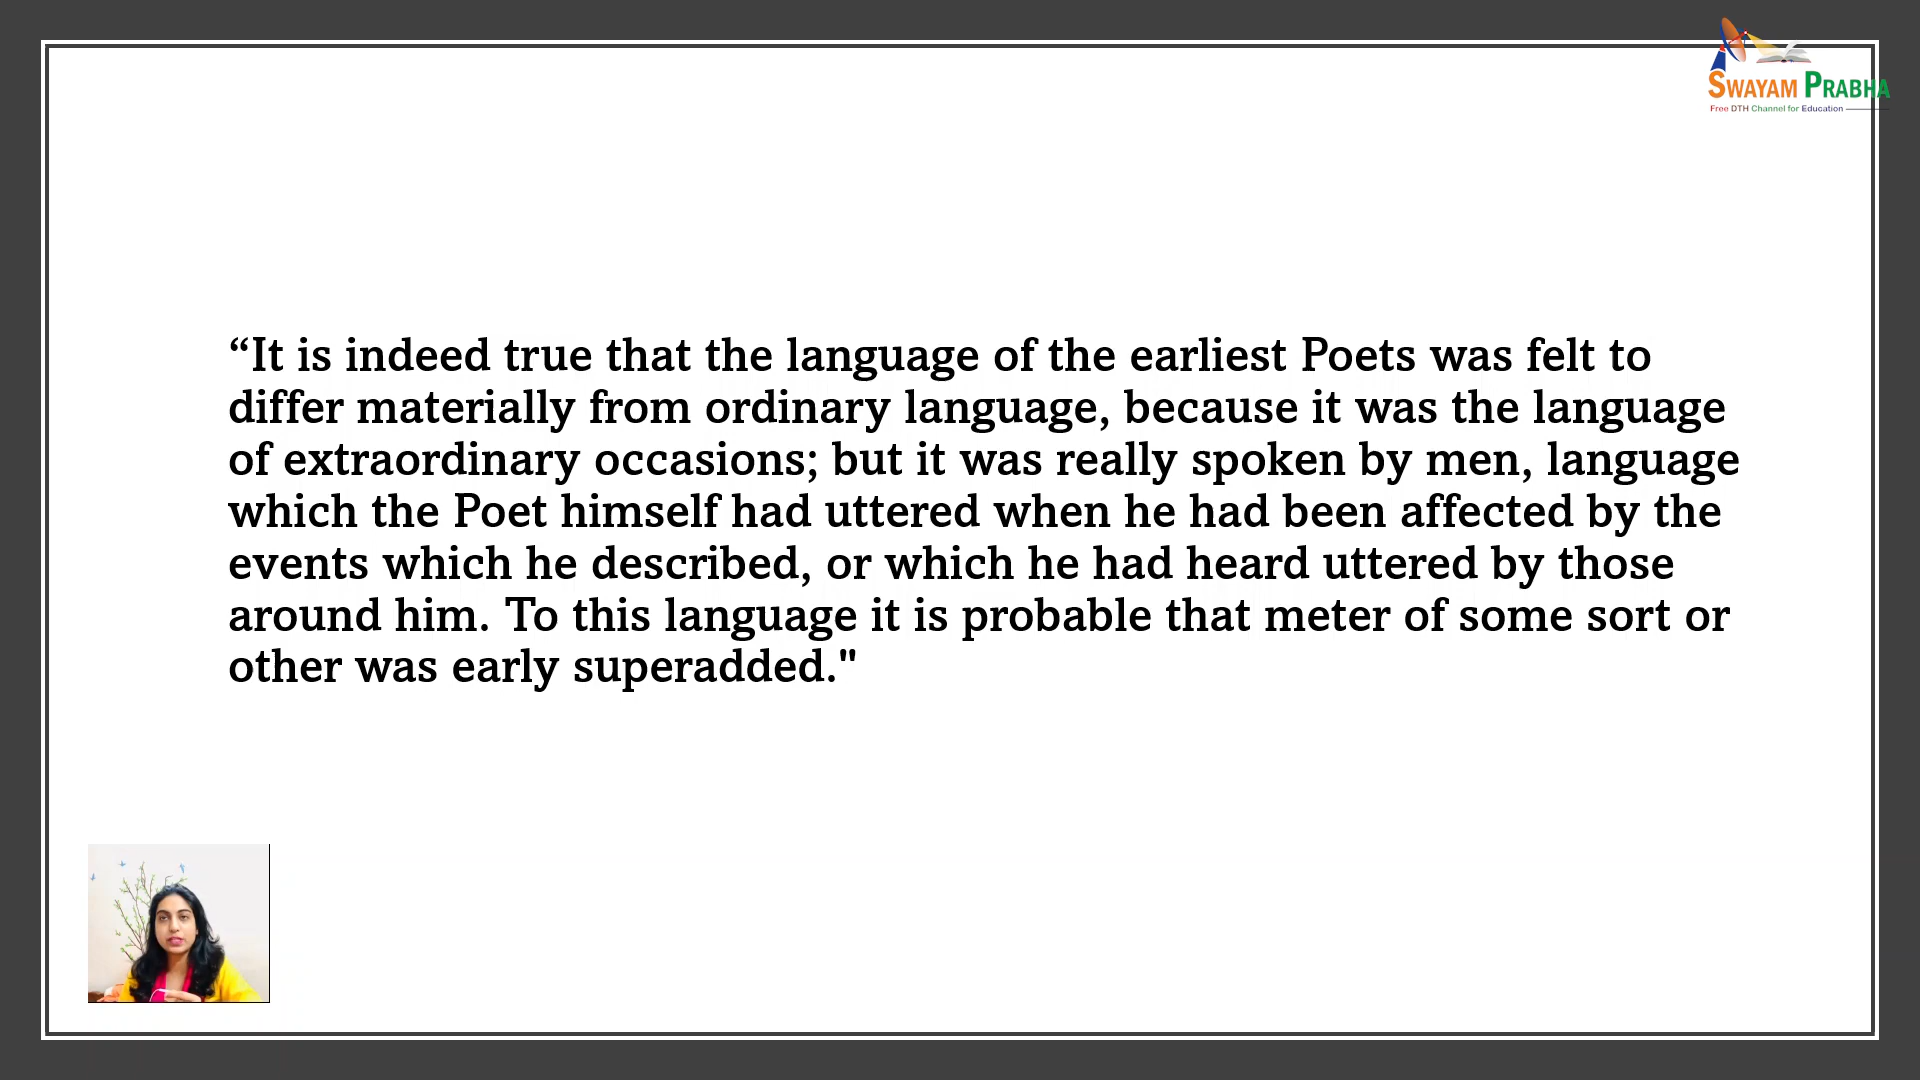 SWAYAM PRABHA
Free DTH Channel for Education
“It is indeed true that the language of the earliest Poets was felt to
differ materially from ordinary language, because it was the language
of extraordinary occasions; but it was really spoken by men, language
which the Poet himself had uttered when he had been affected by the
events which he described, or which he had heard uttered by those
around him. To this language it is probable that meter of some sort or
other was early superadded."